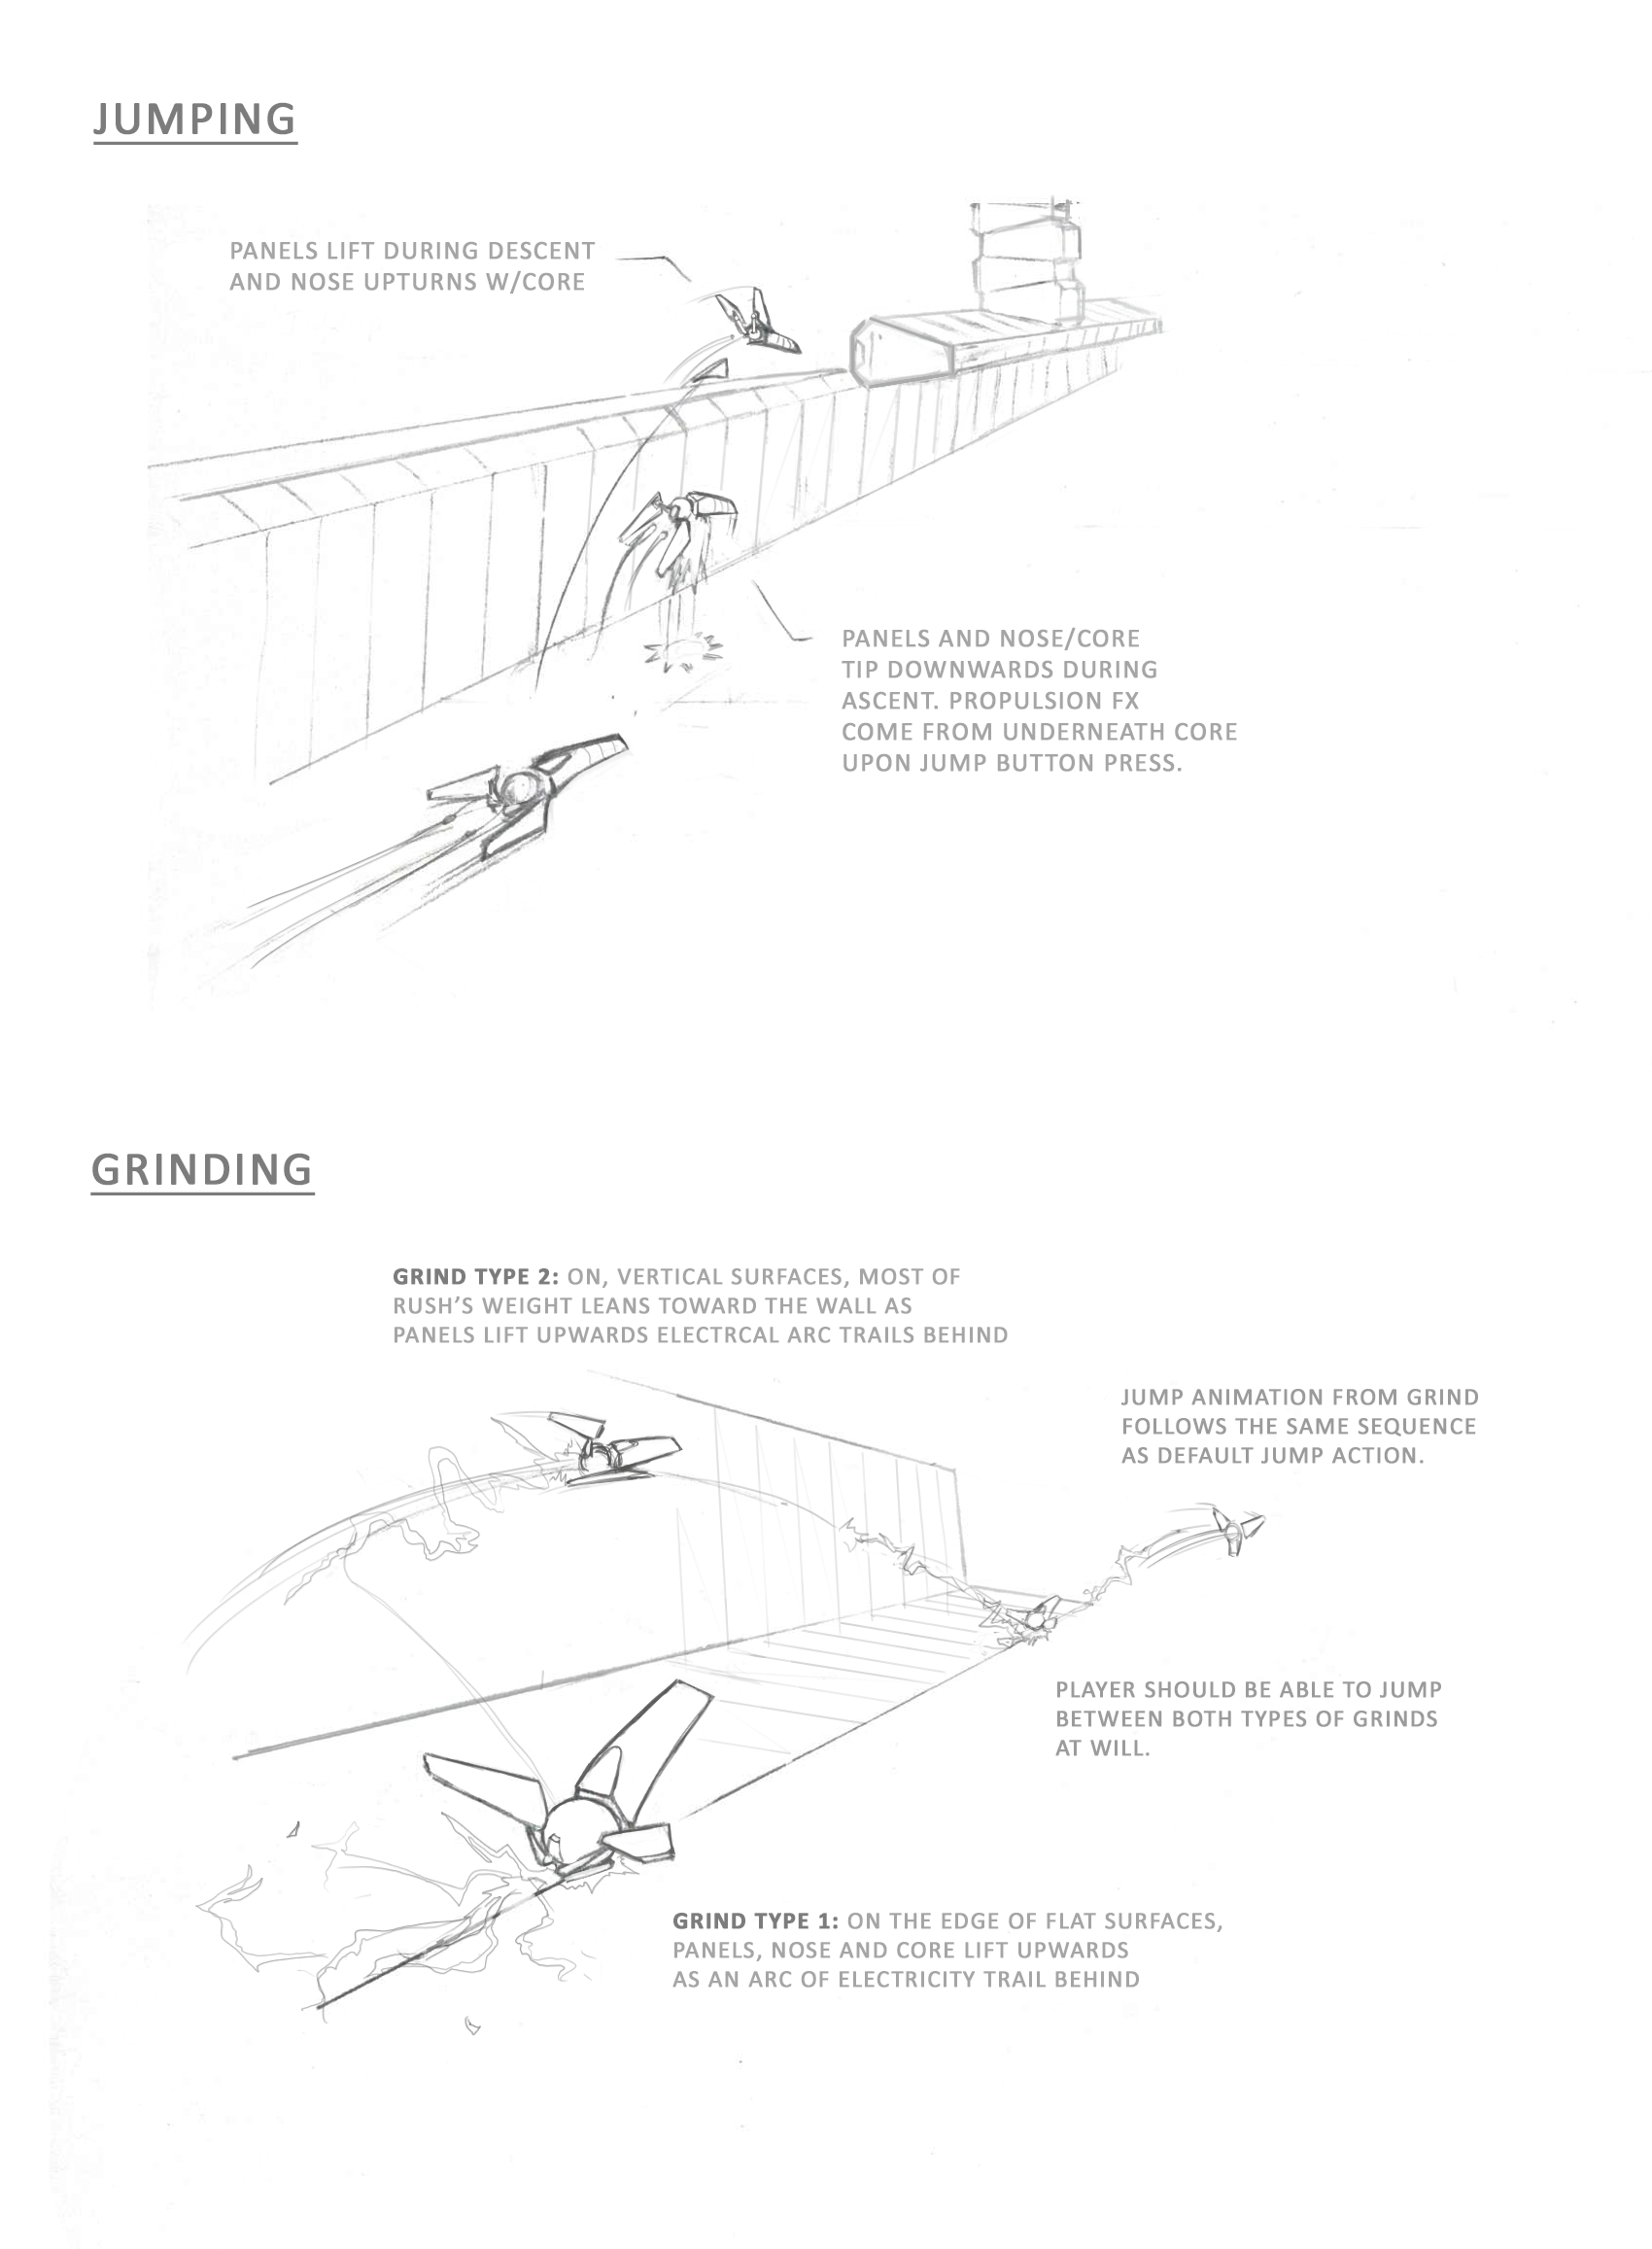 JUMPING
PANELS LIFT DURING DESCENT
AND NOSE UPTURNS W/CORE
PANELS AND NOSE/CORE
TIP DOWNWARDS DURING
ASCENT. PROPULSION FX
COME FROM UNDERNEATH CORE
UPON JUMP BUTTON PRESS.
GRINDING
GRIND TYPE 2: ON, VERTICAL SURFACES, MOST OF
RUSH'S WEIGHT LEANS TOWARD THE WALL AS
PANELS LIFT UPWARDS ELECTRCAL ARC TRAILS BEHIND
JUMP ANIMATION FROM GRIND
FOLLOWS THE SAME SEQUENCE
AS DEFAULT JUMP ACTION.
PLAYER SHOULD BE ABLE TO JUMP
BETWEEN BOTH TYPES OF GRINDS
AT WILL.
GRIND TYPE 1: ON THE EDGE OF FLAT SURFACES,
PANELS, NOSE AND CORE LIFT UPWARDS
AS AN ARC OF ELECTRICITY TRAIL BEHIND